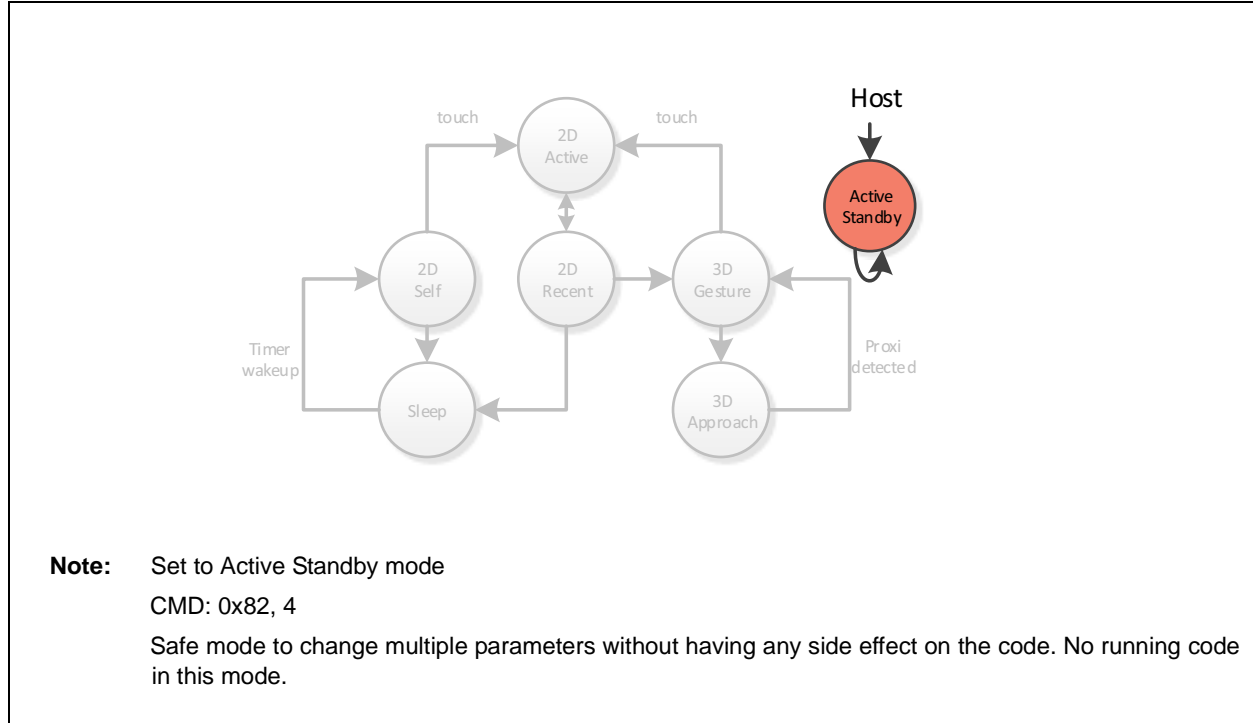 Host
touch
touch
2D
Active
Active
Standby
2D
Self
2D
Recent
3D
Gesture
Timer
wakeup
Proxi
detected
Sleep
3D
Approach
Note: Set to Active Standby mode
CMD: 0x82, 4
Safe mode to change multiple parameters without having any side effect on the code. No running code
in this mode.